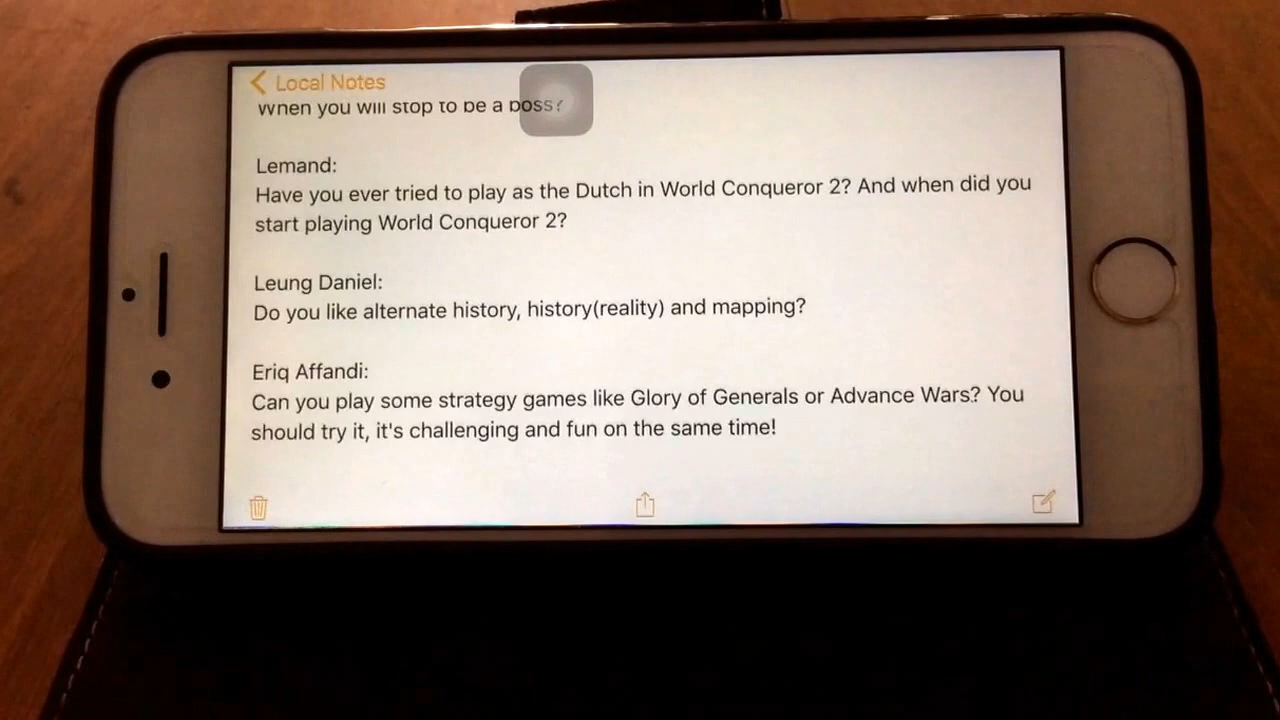 Local Notes
When you will stop to be a boss?
Lemand:
Have you ever tried to play as the Dutch in World Conqueror 2? And when did you
start playing World Conqueror 2?
Leung Daniel:
Do you like alternate history, history(reality) and mapping?
Eriq Affandi:
Can you play some strategy games like Glory of Generals or Advance Wars? You
should try it, it's challenging and fun on the same time!